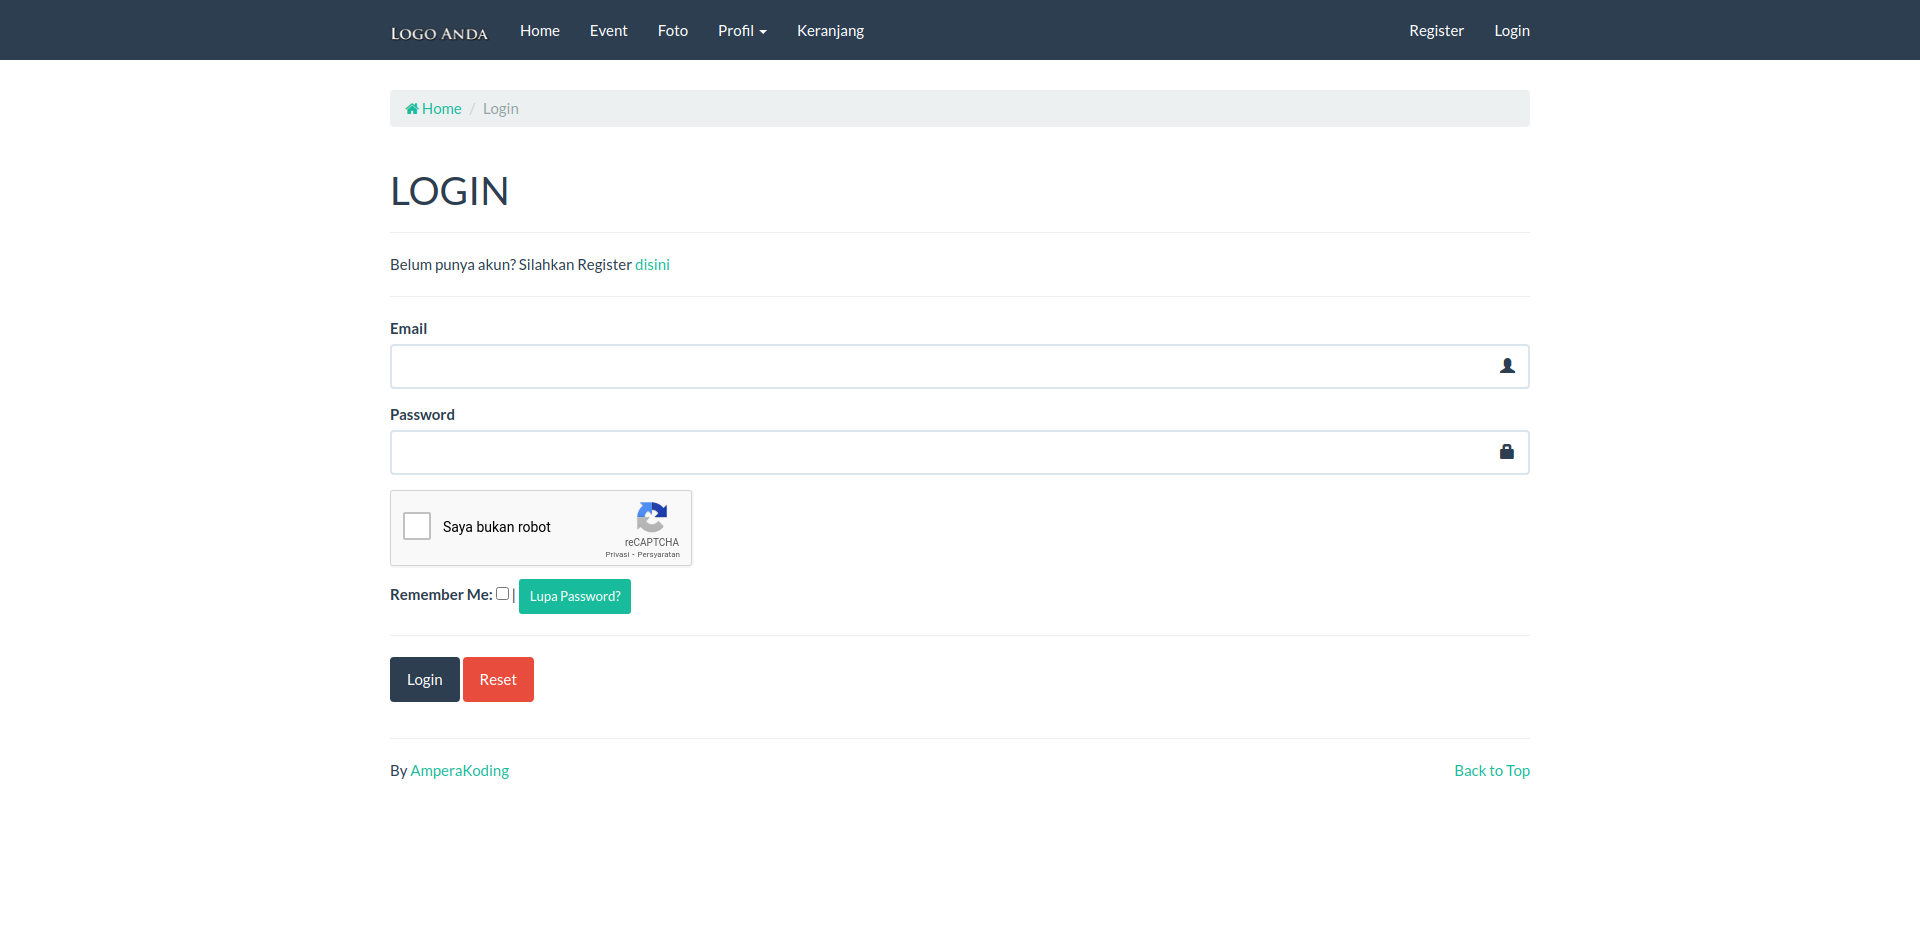 LOGO ANDA Home Event Foto Profil Keranjang Register Login
Home / Login
LOGIN
Belum punya akun? Silahkan Register disini
Email
Password
Saya bukan robot
reCAPTCHA
Privasi - Persyaratan
Remember Me: | Lupa Password?
Login Reset
By AmperaKoding Back to Top